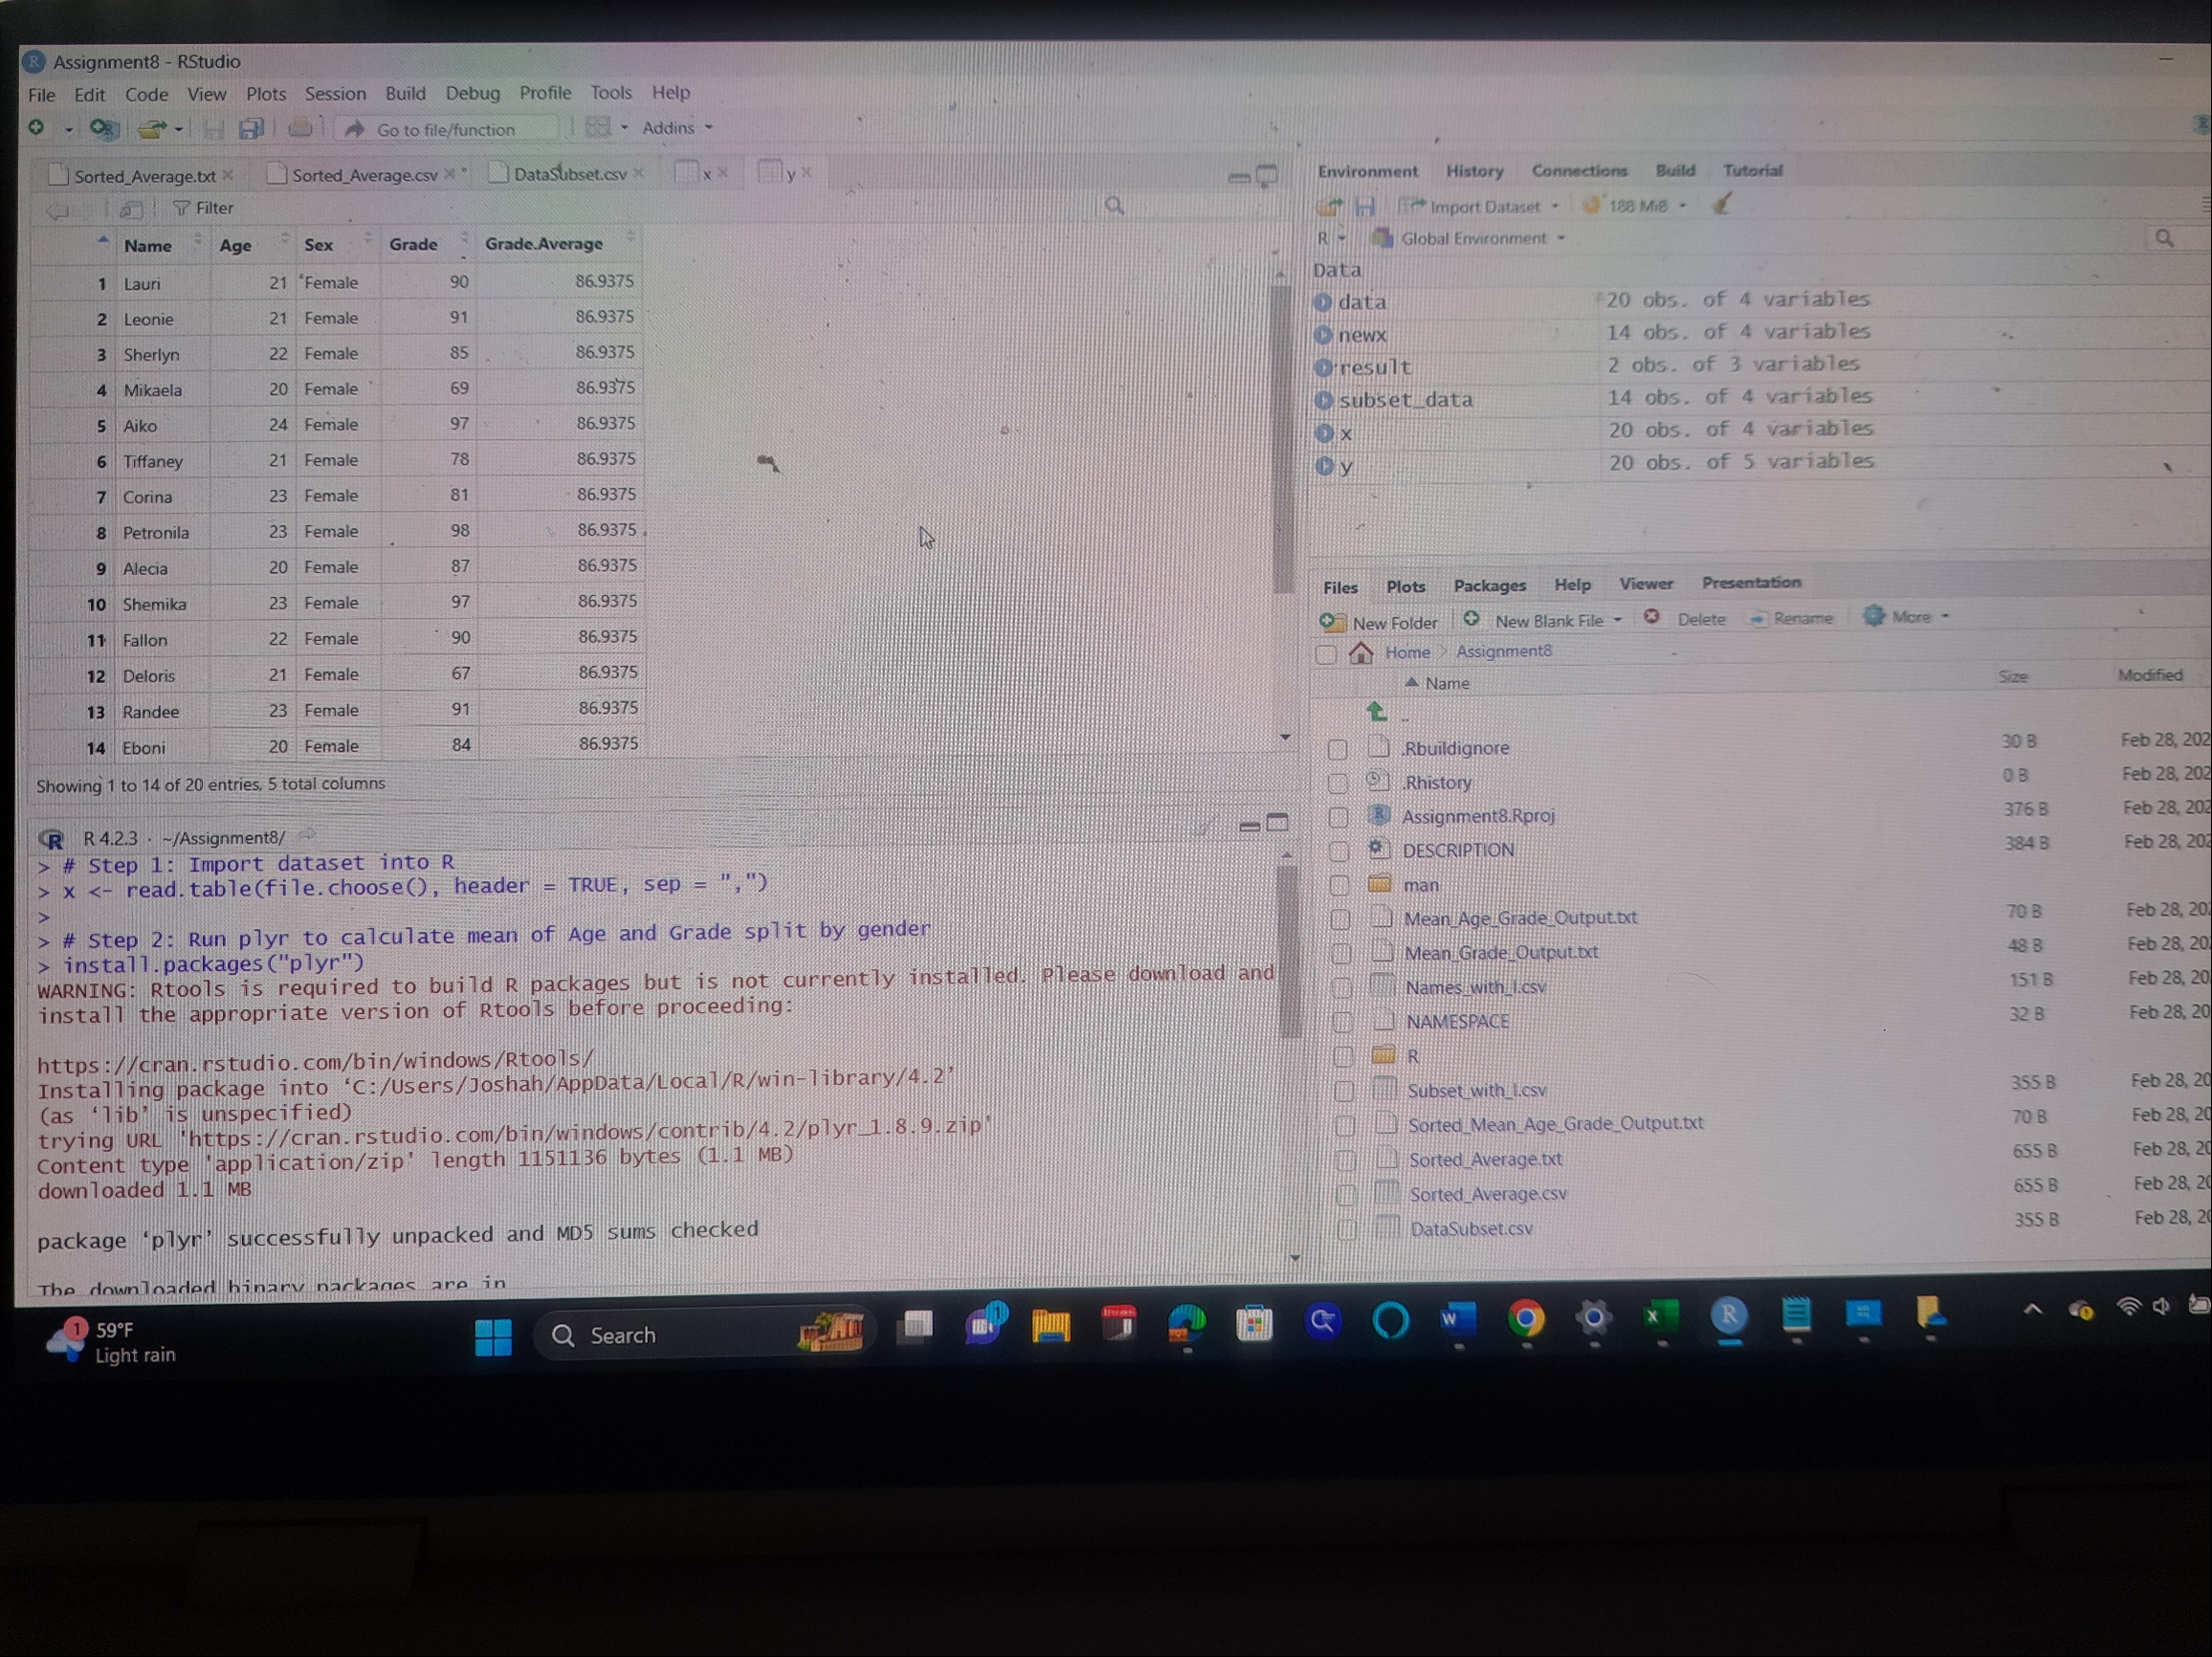 Assignment8 - RStudio
File Edit Code View Plots Session Build Debug Profile Tools Help
Go to file/function Addins
Sorted_Average.txt Sorted_Average.csv DataSubset.csv x y
Filter
Name Age Sex Grade Grade.Average
1 Lauri 21 Female 90 86.9375
2 Leonie 21 Female 91 86.9375
3 Sherlyn 22 Female 85 86.9375
4 Mikaela 20 Female 69 86.9375
5 Aiko 24 Female 97 86.9375
6 Tiffaney 21 Female 78 86.9375
7 Corina 23 Female 81 86.9375
8 Petronila 23 Female 98 86.9375
9 Alecia 20 Female 87 86.9375
10 Shemika 23 Female 97 86.9375
11 Fallon 22 Female 90 86.9375
12 Deloris 21 Female 67 86.9375
13 Randee 23 Female 91 86.9375
14 Eboni 20 Female 84 86.9375
Showing 1 to 14 of 20 entries, 5 total columns
R 4.2.3 · ~/Assignment8/
> # Step 1: Import dataset into R
> x <- read.table(file.choose(), header = TRUE, sep = ",")
>
> # Step 2: Run plyr to calculate mean of Age and Grade split by gender
> install.packages("plyr")
WARNING: Rtools is required to build R packages but is not currently installed. Please download and
install the appropriate version of Rtools before proceeding:
https://cran.rstudio.com/bin/windows/Rtools/
Installing package into ‘C:/Users/Joshah/AppData/Local/R/win-library/4.2’
(as ‘lib’ is unspecified)
trying URL 'https://cran.rstudio.com/bin/windows/contrib/4.2/plyr_1.8.9.zip'
Content type 'application/zip' length 1151136 bytes (1.1 MB)
downloaded 1.1 MB
package ‘plyr’ successfully unpacked and MD5 sums checked
The downloaded binary packages are in
Environment History Connections Build Tutorial
Import Dataset 188 MiB
R Global Environment
Data
data 20 obs. of 4 variables
newx 14 obs. of 4 variables
result 2 obs. of 3 variables
subset_data 14 obs. of 4 variables
x 20 obs. of 4 variables
y 20 obs. of 5 variables
Files Plots Packages Help Viewer Presentation
New Folder New Blank File Delete Rename More
Home Assignment8
Name Size Modified
..
.Rbuildignore 30 B Feb 28, 202
.Rhistory 0 B Feb 28, 202
Assignment8.Rproj 376 B Feb 28, 202
DESCRIPTION 384 B Feb 28, 202
man
Mean_Age_Grade_Output.txt 70 B Feb 28, 202
Mean_Grade_Output.txt 48 B Feb 28, 20
Names_with_I.csv 151 B Feb 28, 20
NAMESPACE 32 B Feb 28, 20
R
Subset_with_I.csv 355 B Feb 28, 20
Sorted_Mean_Age_Grade_Output.txt 70 B Feb 28, 20
Sorted_Average.txt 655 B Feb 28, 20
Sorted_Average.csv 655 B Feb 28, 20
DataSubset.csv 355 B Feb 28, 20
1 59°F
Light rain
Search